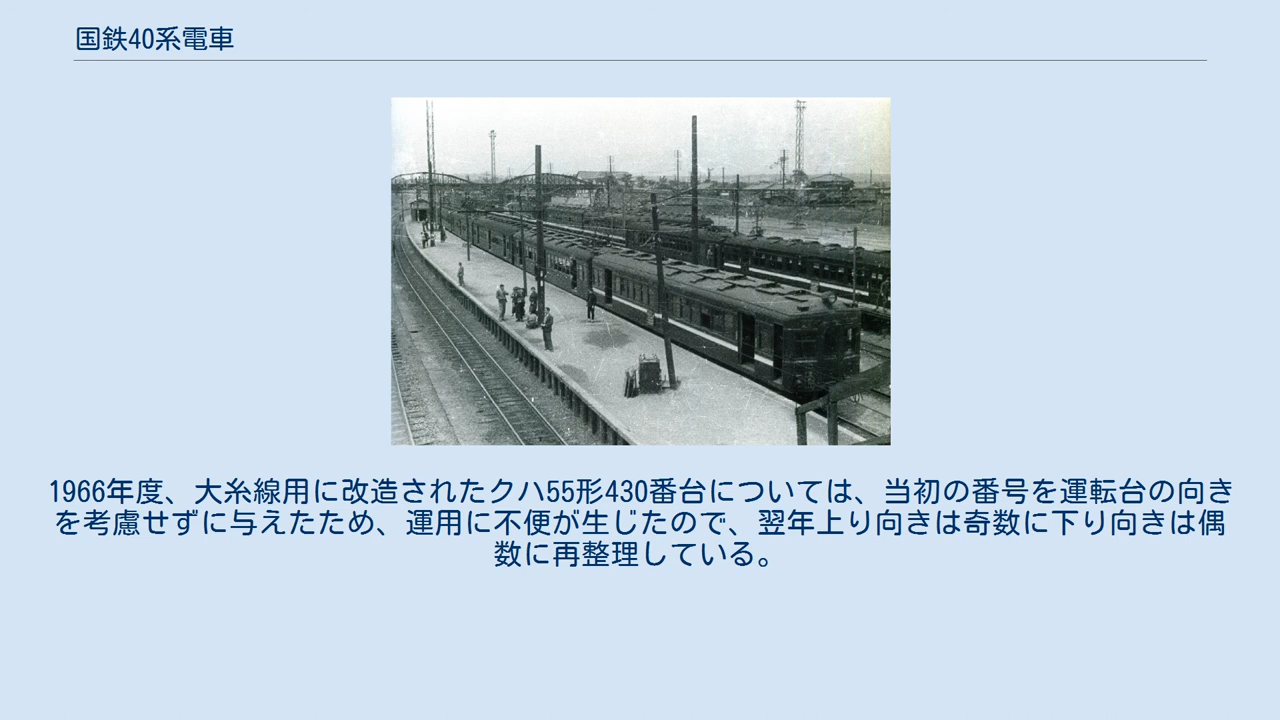 国鉄40系電車
1966年度、大糸線用に改造されたクハ55形430番台については、当初の番号を運転台の向き
を考慮せずに与えたため、運用に不便が生じたので、翌年上り向きは奇数に下り向きは偶
数に再整理している。